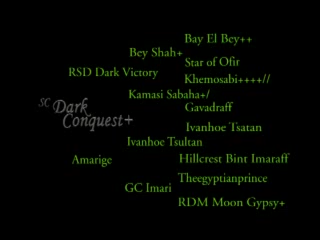 Bay El Bey++
Bey Shah+
Star of Ofir
RSD Dark Victory
Khemosabi++++//
Kamasi Sabaha+/
Gavadraff
SC Dark
Conquest+
Ivanhoe Tsatan
Ivanhoe Tsultan
Amarige
Hillcrest Bint Imaraff
Theegyptianprince
GC Imari
RDM Moon Gypsy+